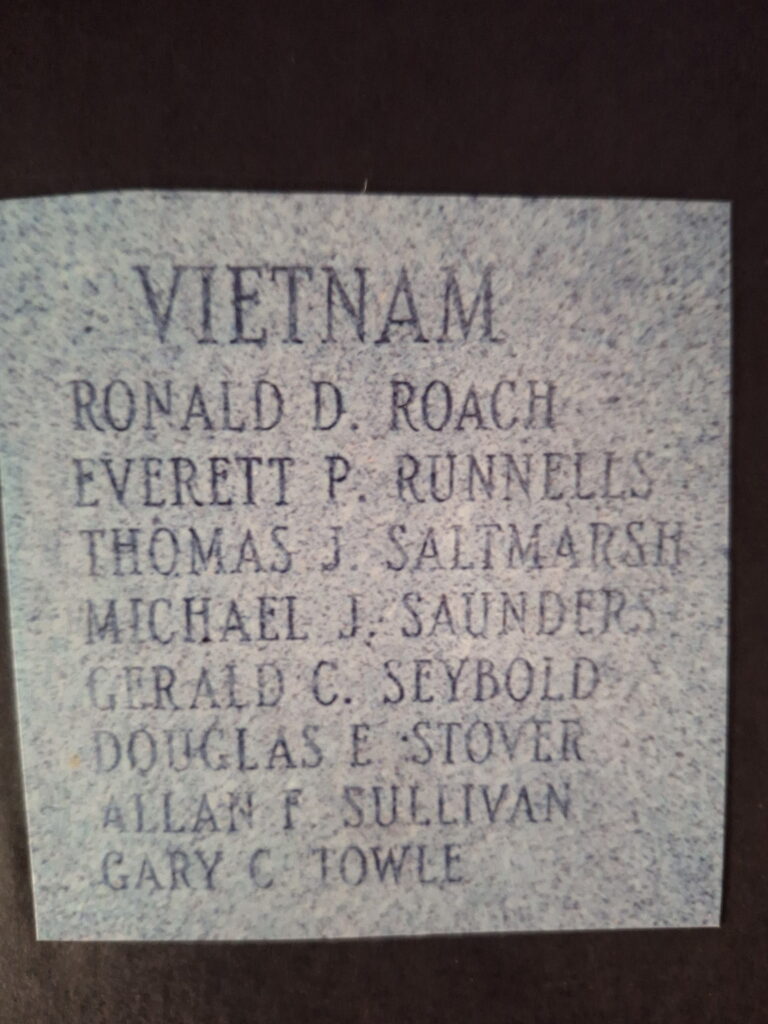 VIETNAM
RONALD D. ROACH
EVERETT P. RUNNELLS
THOMAS J. SALTMARSH
MICHAEL J. SAUNDERS
GERALD C. SEYBOLD
DOUGLAS E. STOVER
ALLAN F. SULLIVAN
GARY C. TOWLE